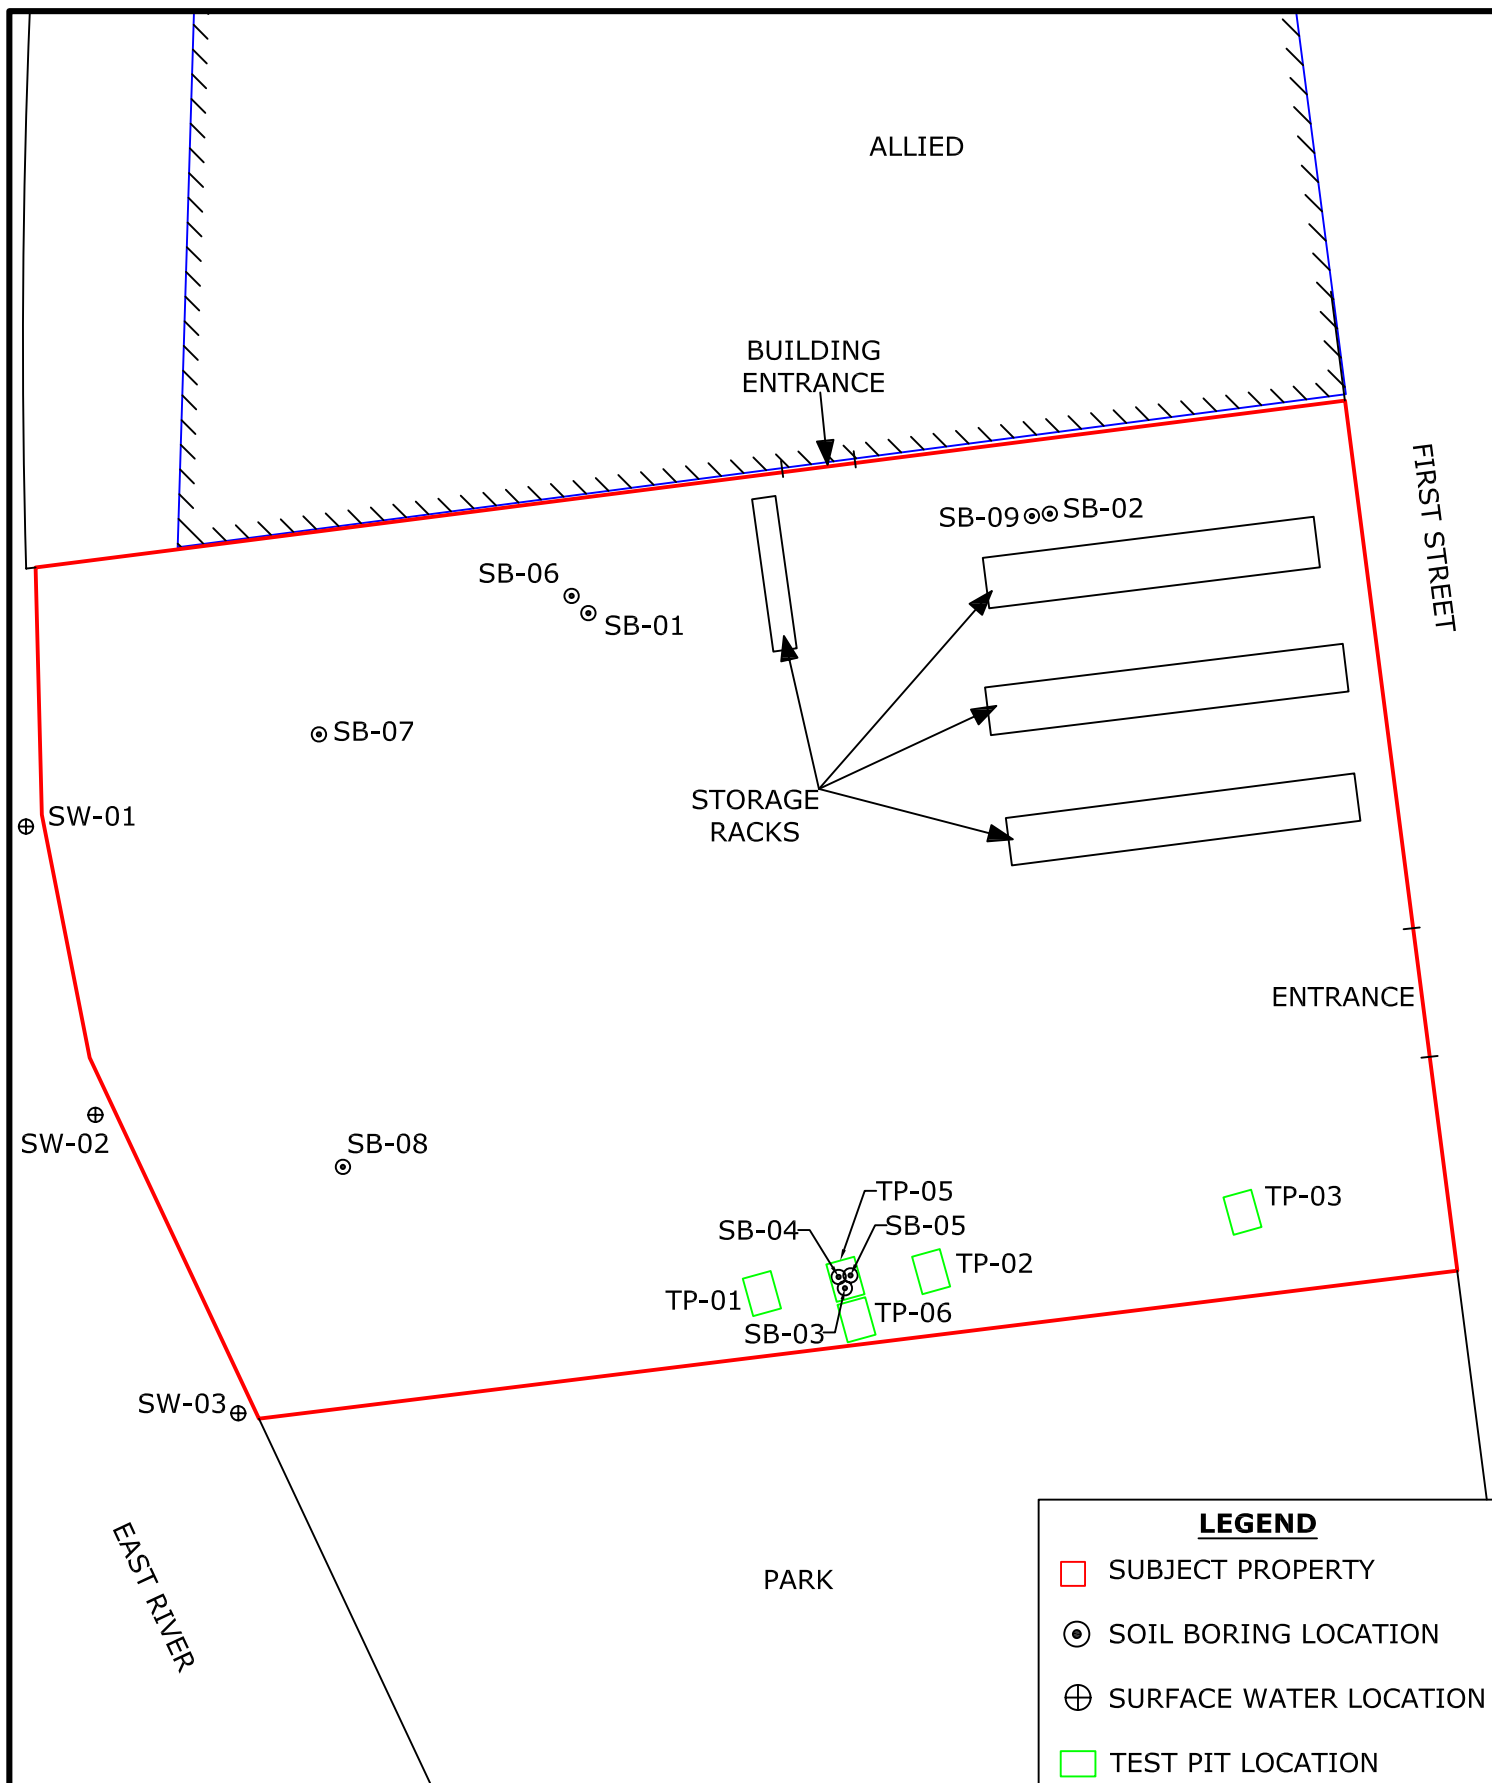 ALLIED
BUILDING
ENTRANCE
FIRST STREET
SB-09
SB-02
SB-06
SB-01
SB-07
STORAGE
RACKS
SW-01
ENTRANCE
SW-02
SB-08
TP-05
TP-03
SB-04
SB-05
TP-02
TP-01
TP-06
SB-03
SW-03
EAST RIVER
PARK
LEGEND
SUBJECT PROPERTY
SOIL BORING LOCATION
SURFACE WATER LOCATION
TEST PIT LOCATION